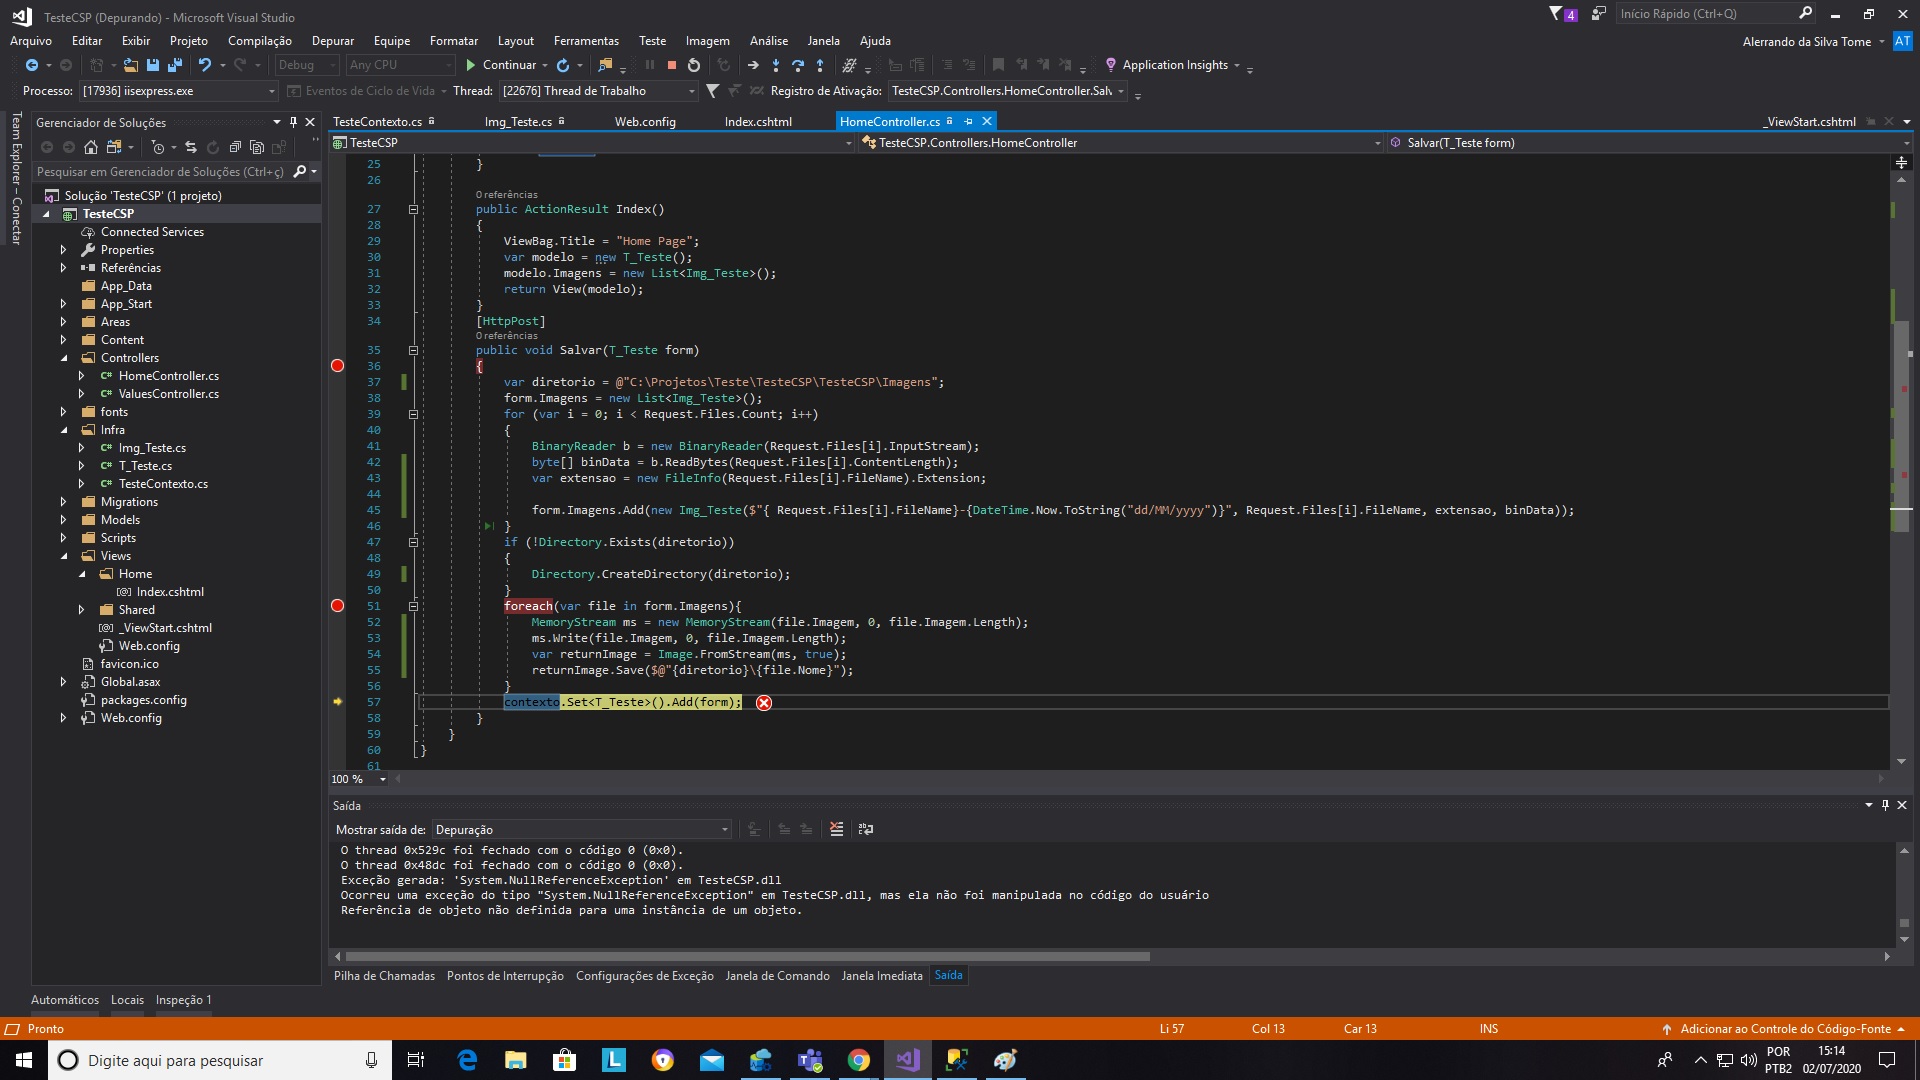 TesteCSP (Depurando) - Microsoft Visual Studio
4
Início Rápido (Ctrl+Q)
Arquivo Editar Exibir Projeto Compilação Depurar Equipe Formatar Layout Ferramentas Teste Imagem Análise Janela Ajuda
Alerrando da Silva Tome AT
Debug Any CPU Continuar Application Insights
Processo: [17936] iisexpress.exe Eventos de Ciclo de Vida Thread: [22676] Thread de Trabalho Registro de Ativação: TesteCSP.Controllers.HomeController.Salv
Team Explorer – Conectar
Gerenciador de Soluções
Pesquisar em Gerenciador de Soluções (Ctrl+ç)
Solução 'TesteCSP' (1 projeto)
TesteCSP
Connected Services
Properties
Referências
App_Data
App_Start
Areas
Content
Controllers
C# HomeController.cs
C# ValuesController.cs
fonts
Infra
C# Img_Teste.cs
C# T_Teste.cs
C# TesteContexto.cs
Migrations
Models
Scripts
Views
Home
[@] Index.cshtml
Shared
[@] _ViewStart.cshtml
Web.config
favicon.ico
Global.asax
packages.config
Web.config
TesteContexto.cs Img_Teste.cs Web.config Index.cshtml HomeController.cs _ViewStart.cshtml
TesteCSP TesteCSP.Controllers.HomeController Salvar(T_Teste form)
25 }
26
0 referências
27 public ActionResult Index()
28 {
29 ViewBag.Title = "Home Page";
30 var modelo = new T_Teste();
31 modelo.Imagens = new List<Img_Teste>();
32 return View(modelo);
33 }
34 [HttpPost]
0 referências
35 public void Salvar(T_Teste form)
36 {
37 var diretorio = @"C:\Projetos\Teste\TesteCSP\TesteCSP\Imagens";
38 form.Imagens = new List<Img_Teste>();
39 for (var i = 0; i < Request.Files.Count; i++)
40 {
41 BinaryReader b = new BinaryReader(Request.Files[i].InputStream);
42 byte[] binData = b.ReadBytes(Request.Files[i].ContentLength);
43 var extensao = new FileInfo(Request.Files[i].FileName).Extension;
44
45 form.Imagens.Add(new Img_Teste($"{ Request.Files[i].FileName}-{DateTime.Now.ToString("dd/MM/yyyy")}", Request.Files[i].FileName, extensao, binData));
46 }
47 if (!Directory.Exists(diretorio))
48 {
49 Directory.CreateDirectory(diretorio);
50 }
51 foreach(var file in form.Imagens){
52 MemoryStream ms = new MemoryStream(file.Imagem, 0, file.Imagem.Length);
53 ms.Write(file.Imagem, 0, file.Imagem.Length);
54 var returnImage = Image.FromStream(ms, true);
55 returnImage.Save($@"{diretorio}\{file.Nome}");
56 }
57 contexto.Set<T_Teste>().Add(form);
58 }
59 }
60 }
61
100 %
Saída
Mostrar saída de: Depuração
O thread 0x529c foi fechado com o código 0 (0x0).
O thread 0x48dc foi fechado com o código 0 (0x0).
Exceção gerada: 'System.NullReferenceException' em TesteCSP.dll
Ocorreu uma exceção do tipo "System.NullReferenceException" em TesteCSP.dll, mas ela não foi manipulada no código do usuário
Referência de objeto não definida para uma instância de um objeto.
Pilha de Chamadas Pontos de Interrupção Configurações de Exceção Janela de Comando Janela Imediata Saída
Automáticos Locais Inspeção 1
Pronto Li 57 Col 13 Car 13 INS Adicionar ao Controle do Código-Fonte
Digite aqui para pesquisar
POR
PTB2
15:14
02/07/2020